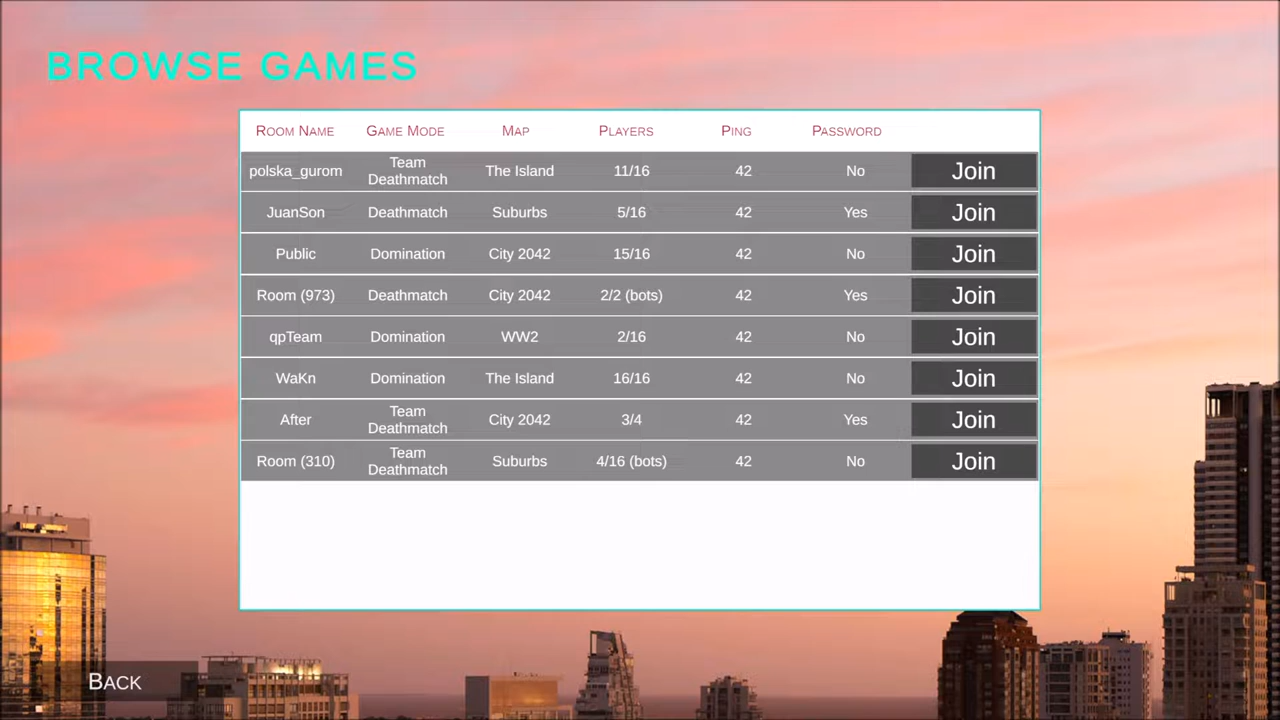 BROWSE GAMES
ROOM NAME GAME MODE MAP PLAYERS PING PASSWORD
polska_gurom Team Deathmatch The Island 11/16 42 No Join
JuanSon Deathmatch Suburbs 5/16 42 Yes Join
Public Domination City 2042 15/16 42 No Join
Room (973) Deathmatch City 2042 2/2 (bots) 42 Yes Join
qpTeam Domination WW2 2/16 42 No Join
WaKn Domination The Island 16/16 42 No Join
After Team Deathmatch City 2042 3/4 42 Yes Join
Room (310) Team Deathmatch Suburbs 4/16 (bots) 42 No Join
BACK